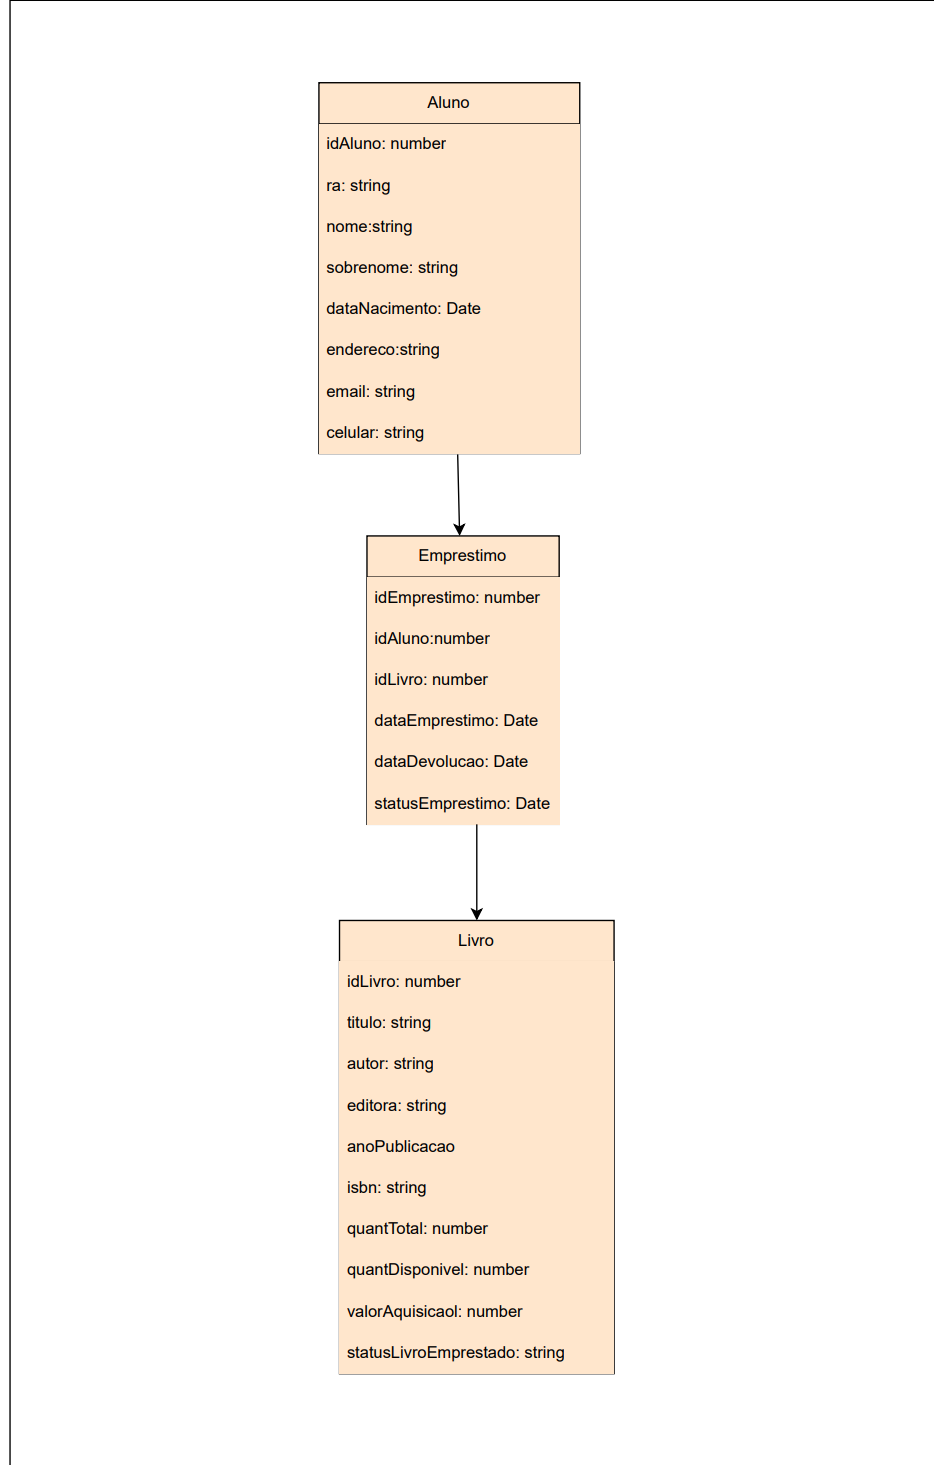 Aluno
idAluno: number
ra: string
nome:string
sobrenome: string
dataNacimento: Date
endereco:string
email: string
celular: string
Emprestimo
idEmprestimo: number
idAluno:number
idLivro: number
dataEmprestimo: Date
dataDevolucao: Date
statusEmprestimo: Date
Livro
idLivro: number
titulo: string
autor: string
editora: string
anoPublicacao
isbn: string
quantTotal: number
quantDisponivel: number
valorAquisicaol: number
statusLivroEmprestado: string